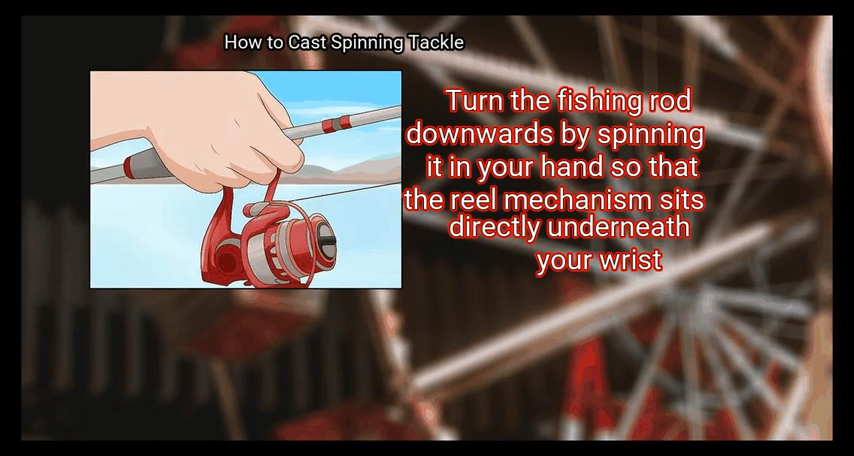 How to Cast Spinning Tackle
Turn the fishing rod
downwards by spinning
it in your hand so that
the reel mechanism sits
directly underneath
your wrist